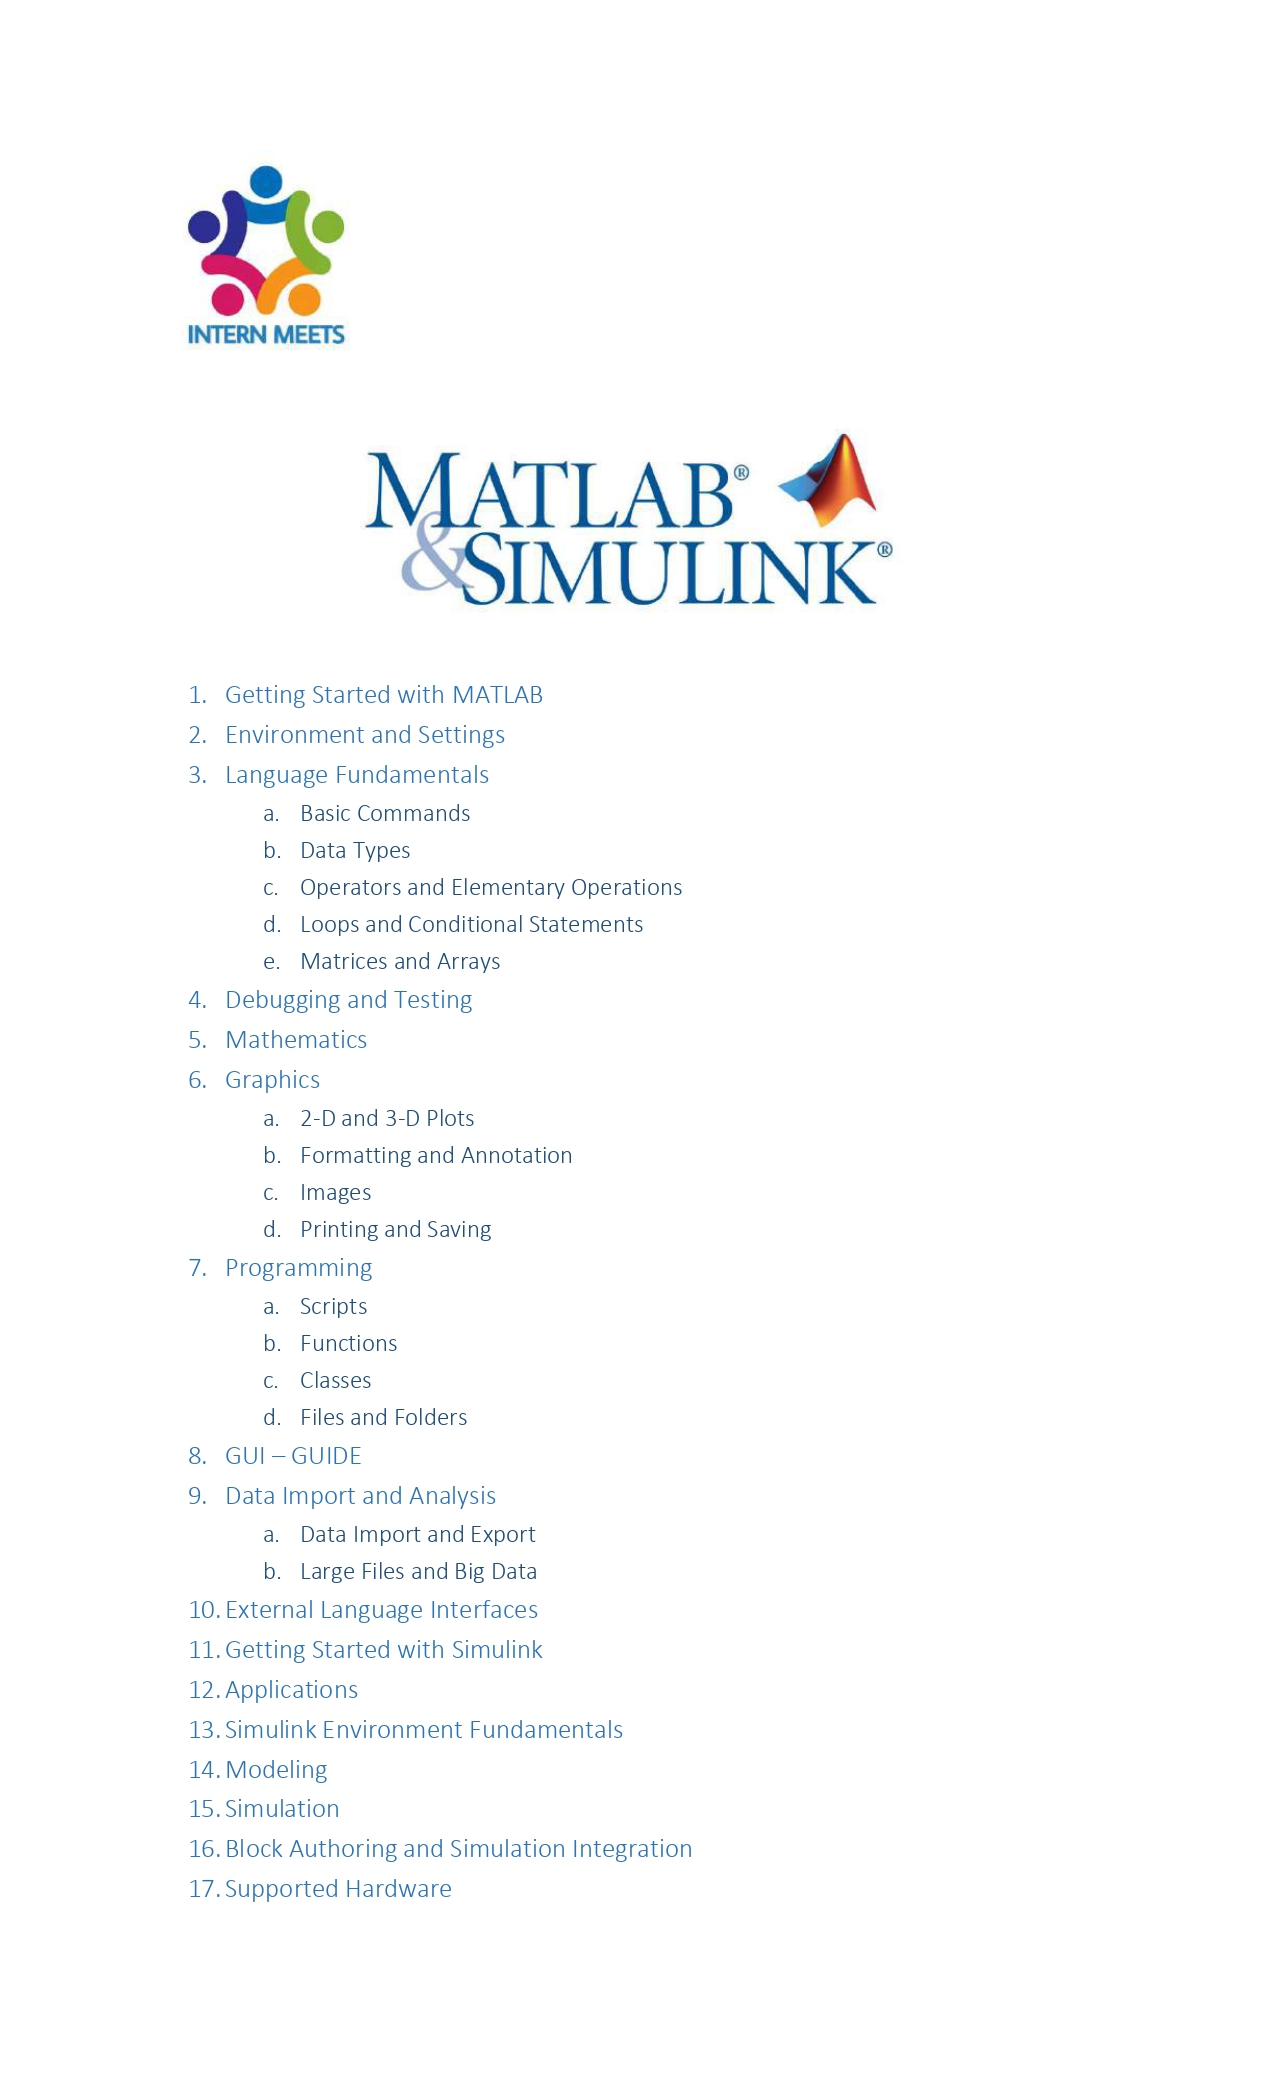 INTERN MEETS
MATLAB®
&SIMULINK®
1. Getting Started with MATLAB
2. Environment and Settings
3. Language Fundamentals
a. Basic Commands
b. Data Types
c. Operators and Elementary Operations
d. Loops and Conditional Statements
e. Matrices and Arrays
4. Debugging and Testing
5. Mathematics
6. Graphics
a. 2-D and 3-D Plots
b. Formatting and Annotation
c. Images
d. Printing and Saving
7. Programming
a. Scripts
b. Functions
c. Classes
d. Files and Folders
8. GUI – GUIDE
9. Data Import and Analysis
a. Data Import and Export
b. Large Files and Big Data
10. External Language Interfaces
11. Getting Started with Simulink
12. Applications
13. Simulink Environment Fundamentals
14. Modeling
15. Simulation
16. Block Authoring and Simulation Integration
17. Supported Hardware